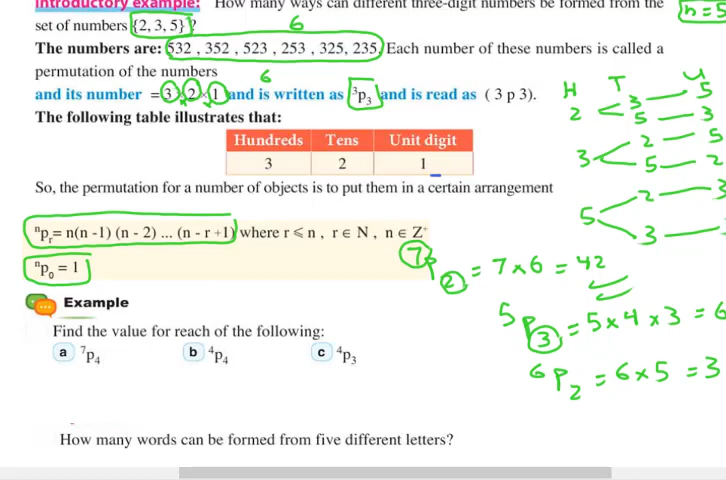 Introductory example: How many ways can different three-digit numbers be formed from the
set of numbers {2, 3, 5} ?
6
n = 5
The numbers are: 532 , 352 , 523 , 253 , 325, 235. Each number of these numbers is called a
permutation of the numbers
6
and its number = 3 × 2 × 1 and is written as ³p₃ and is read as ( 3 p 3).
The following table illustrates that:
Hundreds Tens Unit digit
3 2 1
H T U
2 3 5
5 3
3 2 5
5 2
5 2 3
3
So, the permutation for a number of objects is to put them in a certain arrangement
ⁿpᵣ= n(n -1) (n - 2) ... (n - r +1) where r ⩽ n , r ∈ N , n ∈ Z⁺
ⁿp₀ = 1
7p₂ = 7 × 6 = 42
5p₃ = 5 × 4 × 3 = 6
6p₂ = 6 × 5 = 3
Example
Find the value for reach of the following:
a ⁷p₄ b ⁴p₄ c ⁴p₃
How many words can be formed from five different letters?